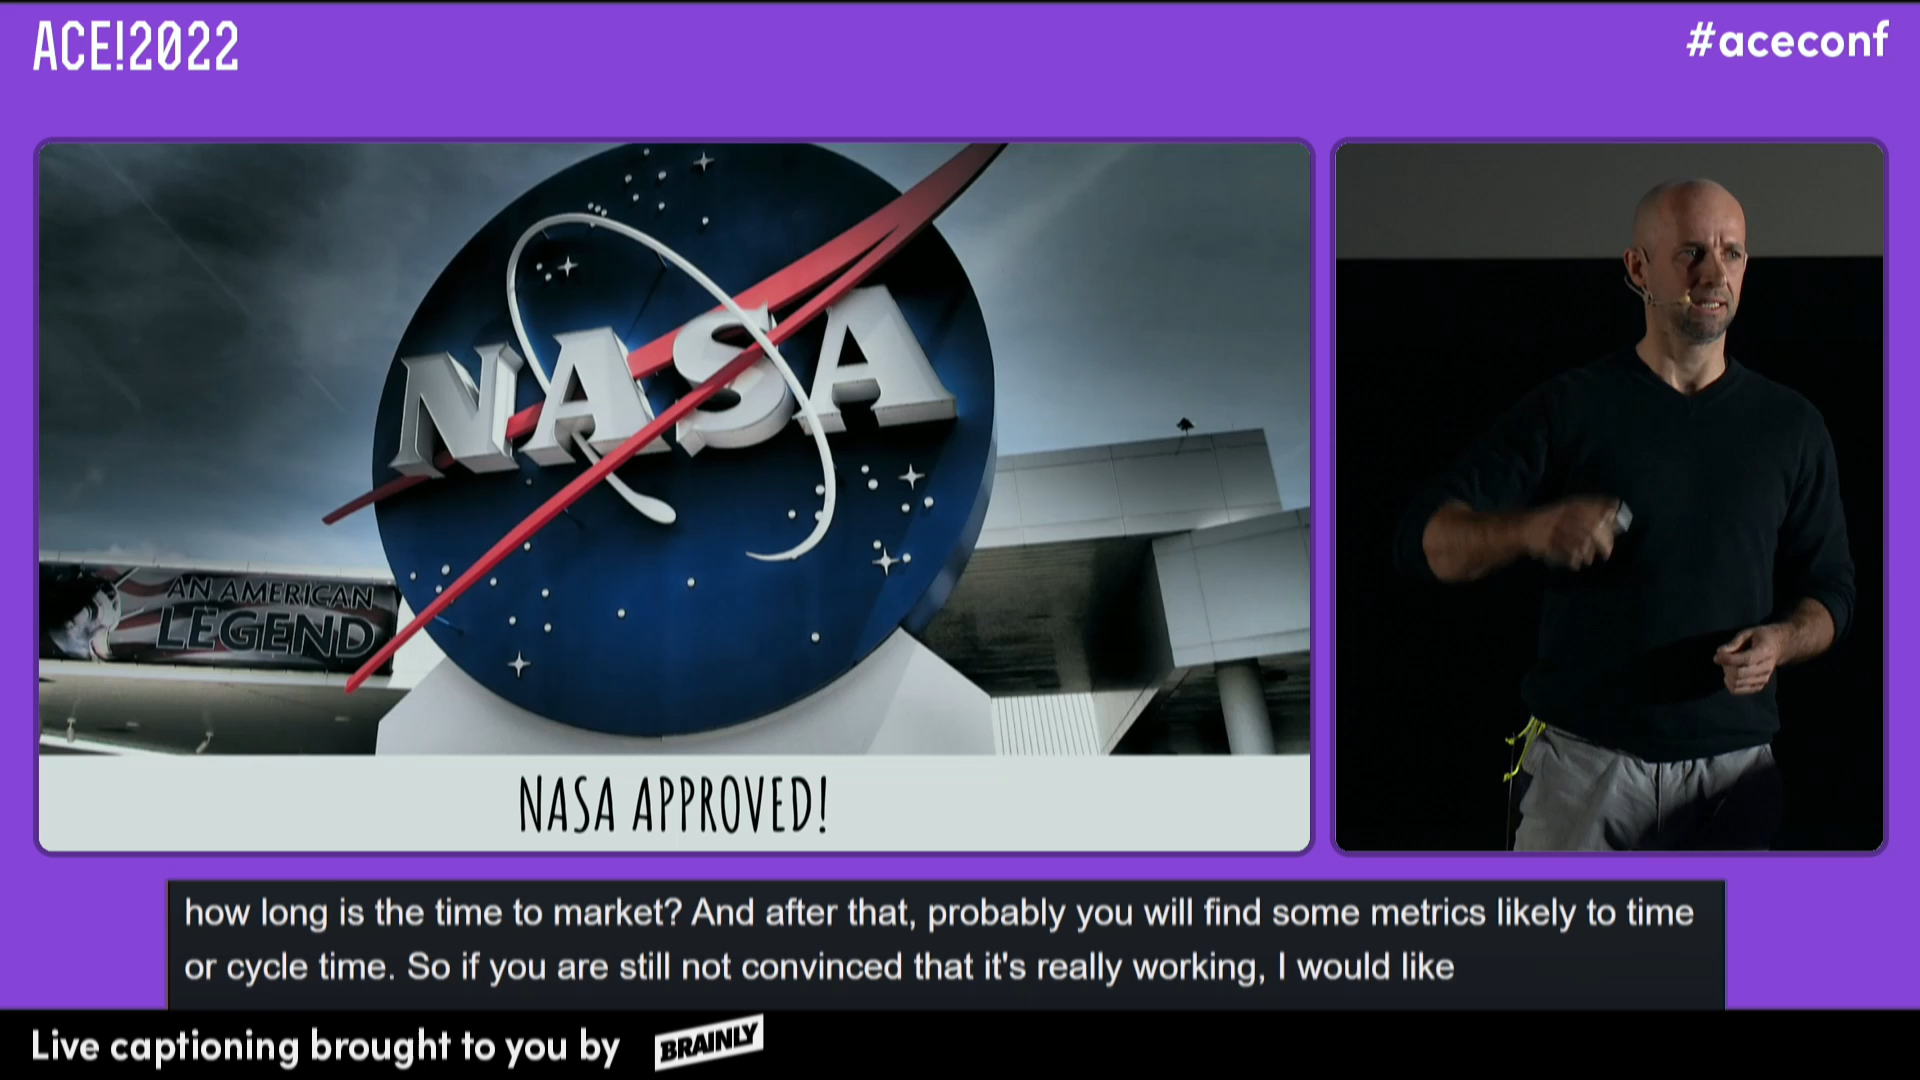 ACE!2022
#aceconf
NASA
AN AMERICAN
LEGEND
NASA APPROVED!
how long is the time to market? And after that, probably you will find some metrics likely to time
or cycle time. So if you are still not convinced that it's really working, I would like
Live captioning brought to you by BRAINLY